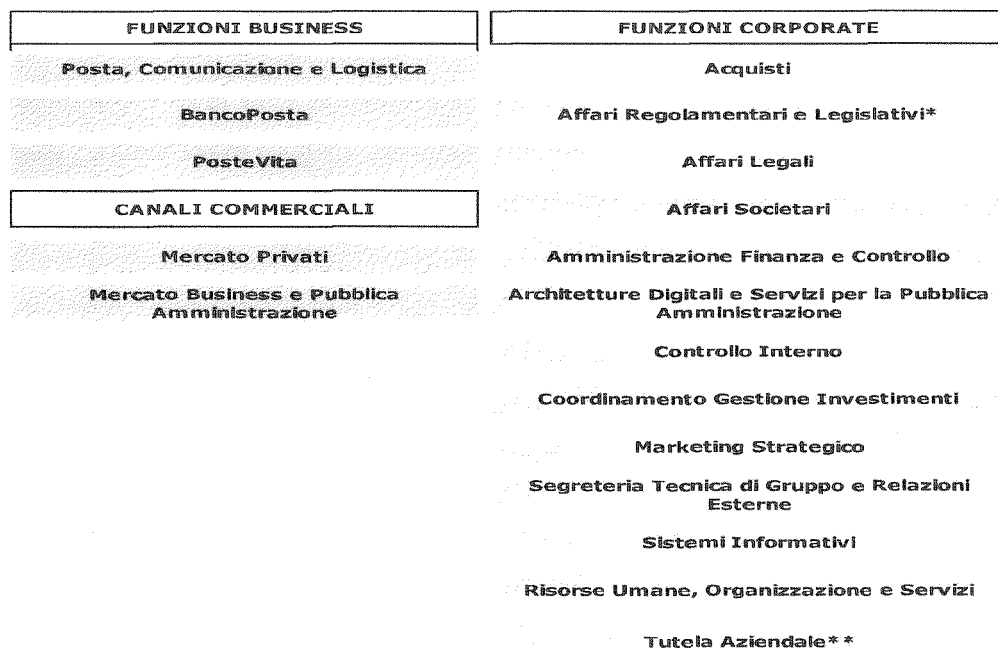 FUNZIONI BUSINESS
Posta, Comunicazione e Logistica
BancoPosta
PosteVita
CANALI COMMERCIALI
Mercato Privati
Mercato Business e Pubblica
Amministrazione
FUNZIONI CORPORATE
Acquisti
Affari Regolamentari e Legislativi*
Affari Legali
Affari Societari
Amministrazione Finanza e Controllo
Architetture Digitali e Servizi per la Pubblica
Amministrazione
Controllo Interno
Coordinamento Gestione Investimenti
Marketing Strategico
Segreteria Tecnica di Gruppo e Relazioni
Esterne
Sistemi Informativi
Risorse Umane, Organizzazione e Servizi
Tutela Aziendale**